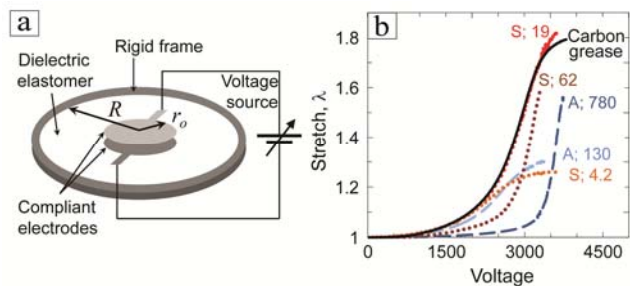 a
Rigid frame
Dielectric
elastomer
R
r_o
Voltage
source
Compliant
electrodes
b
Stretch, λ
1.8
1.6
1.4
1.2
1
0
1500
3000
4500
Voltage
S; 19
Carbon
grease
S; 62
A; 780
A; 130
S; 4.2